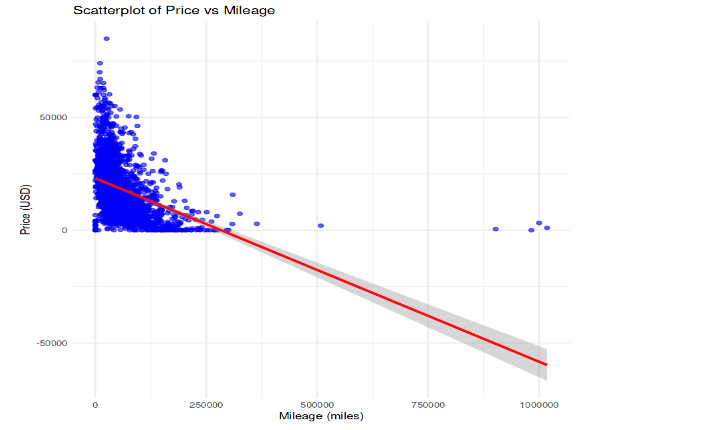 Scatterplot of Price vs Mileage
Price (USD)
50000
0
-50000
0 250000 500000 750000 1000000
Mileage (miles)